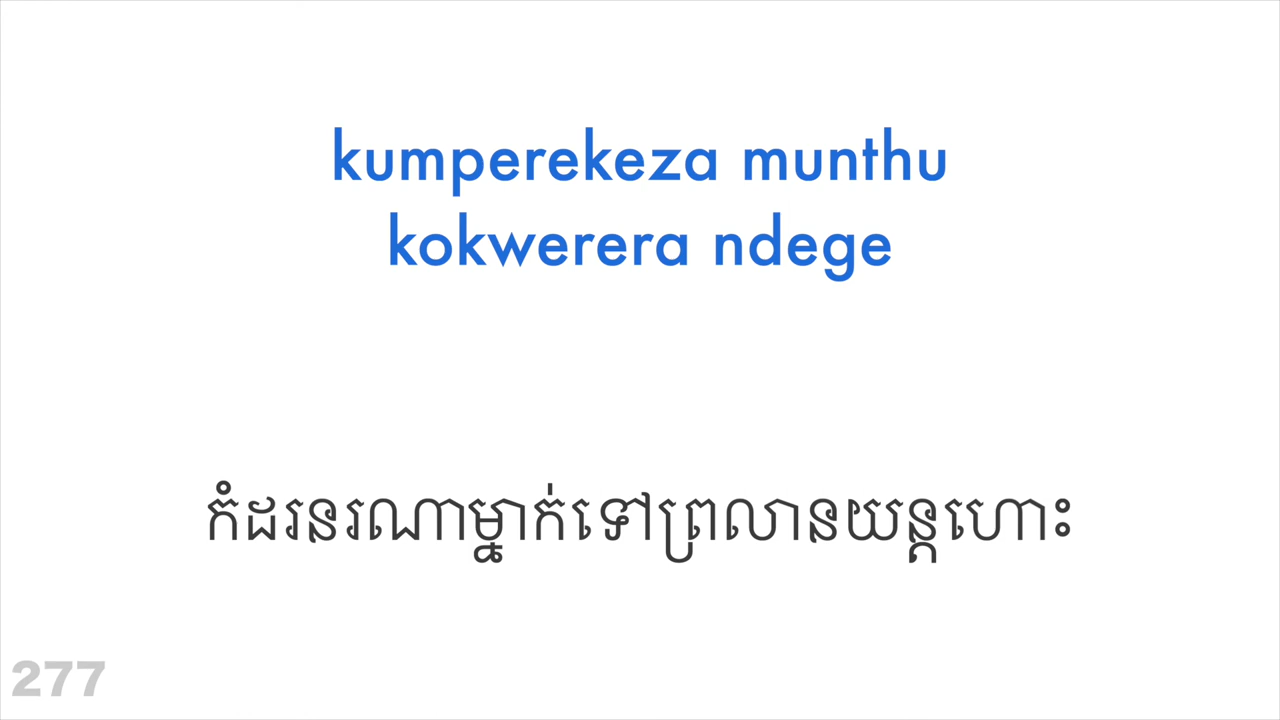 kumperekeza munthu
kokwerera ndege
កំដរនរណាម្នាក់ទៅព្រលានយន្តហោះ
277